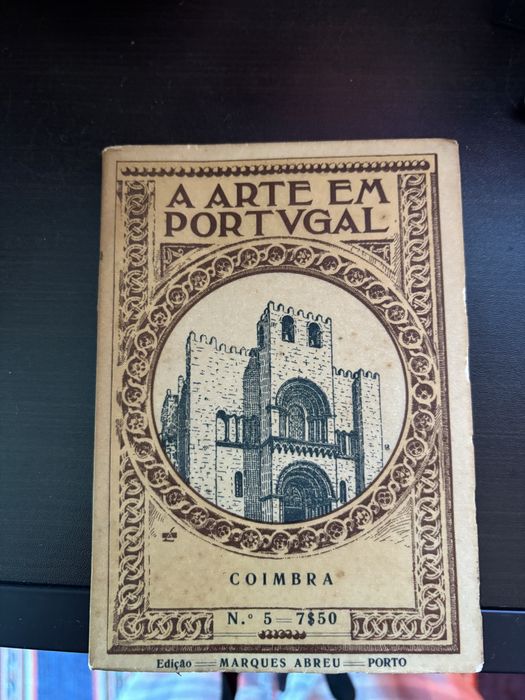 A ARTE EM
PORTVGAL
COIMBRA
N.º 5 = 7$50
Edição = MARQUES ABREU = PORTO